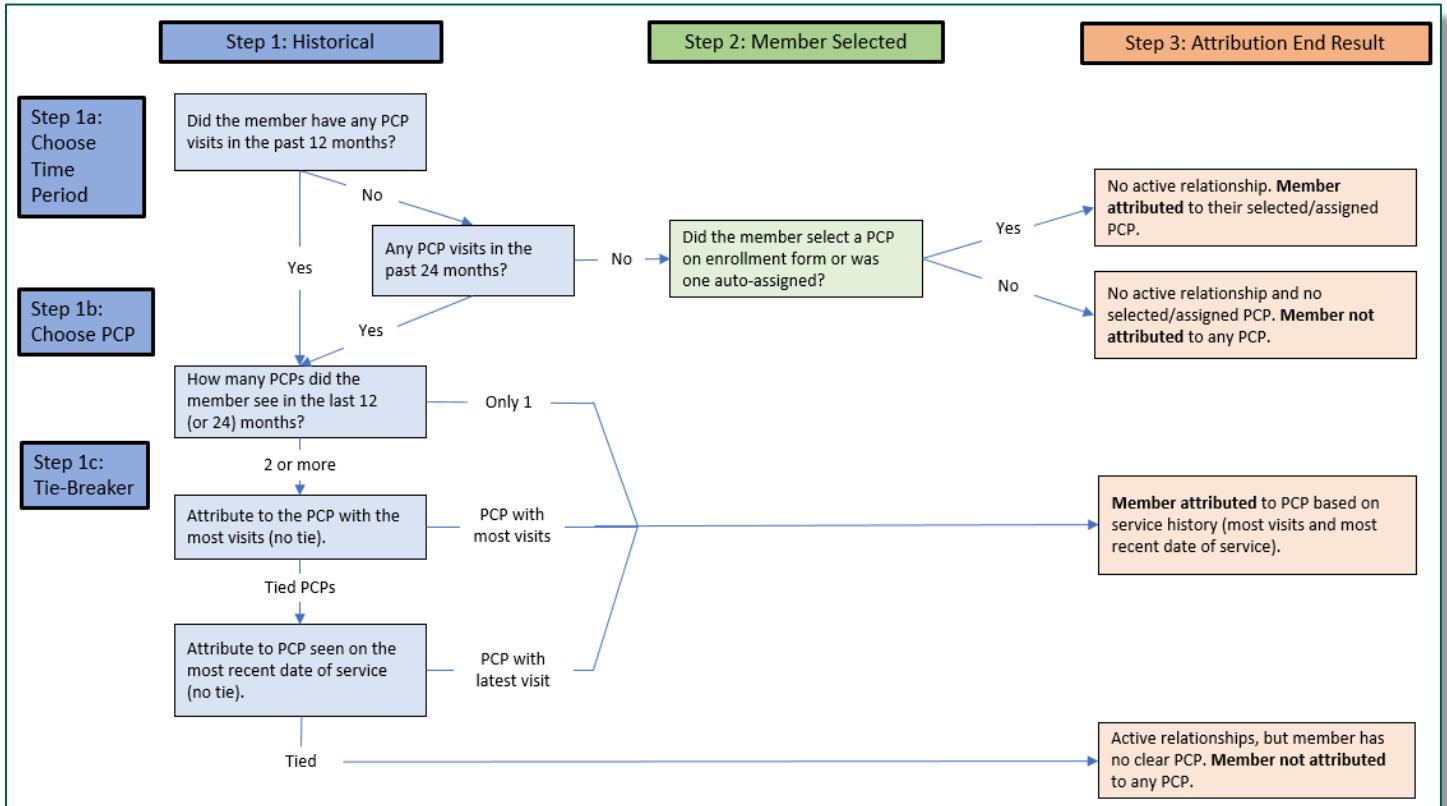 Step 1: Historical
Step 2: Member Selected
Step 3: Attribution End Result
Step 1a:
Choose
Time
Period
Did the member have any PCP
visits in the past 12 months?
No
Yes
Any PCP visits in the
past 24 months?
No
Did the member select a PCP
on enrollment form or was
one auto-assigned?
Yes
No active relationship. Member
attributed to their selected/assigned
PCP.
No
No active relationship and no
selected/assigned PCP. Member not
attributed to any PCP.
Step 1b:
Choose PCP
Yes
How many PCPs did the
member see in the last 12
(or 24) months?
Only 1
2 or more
Step 1c:
Tie-Breaker
Attribute to the PCP with the
most visits (no tie).
PCP with
most visits
Member attributed to PCP based on
service history (most visits and most
recent date of service).
Tied PCPs
Attribute to PCP seen on the
most recent date of service
(no tie).
PCP with
latest visit
Tied
Active relationships, but member has
no clear PCP. Member not attributed
to any PCP.